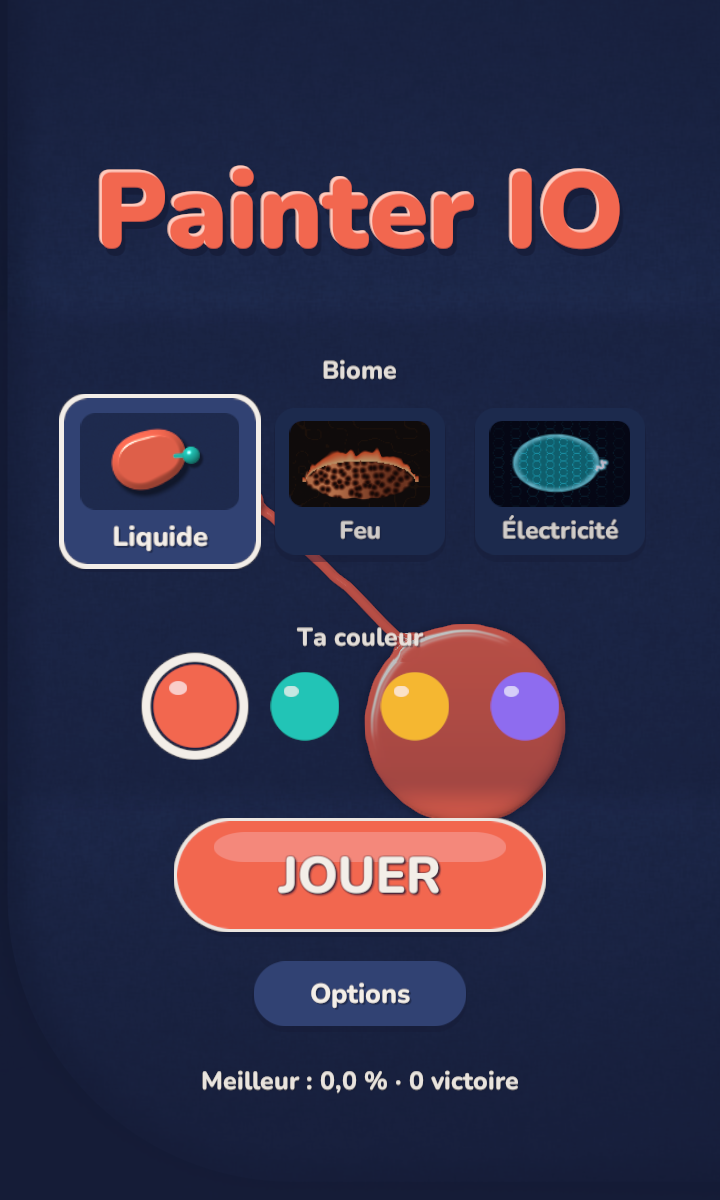 Painter IO
Biome
Liquide
Feu
Électricité
Ta couleur
JOUER
Options
Meilleur : 0,0 % · 0 victoire